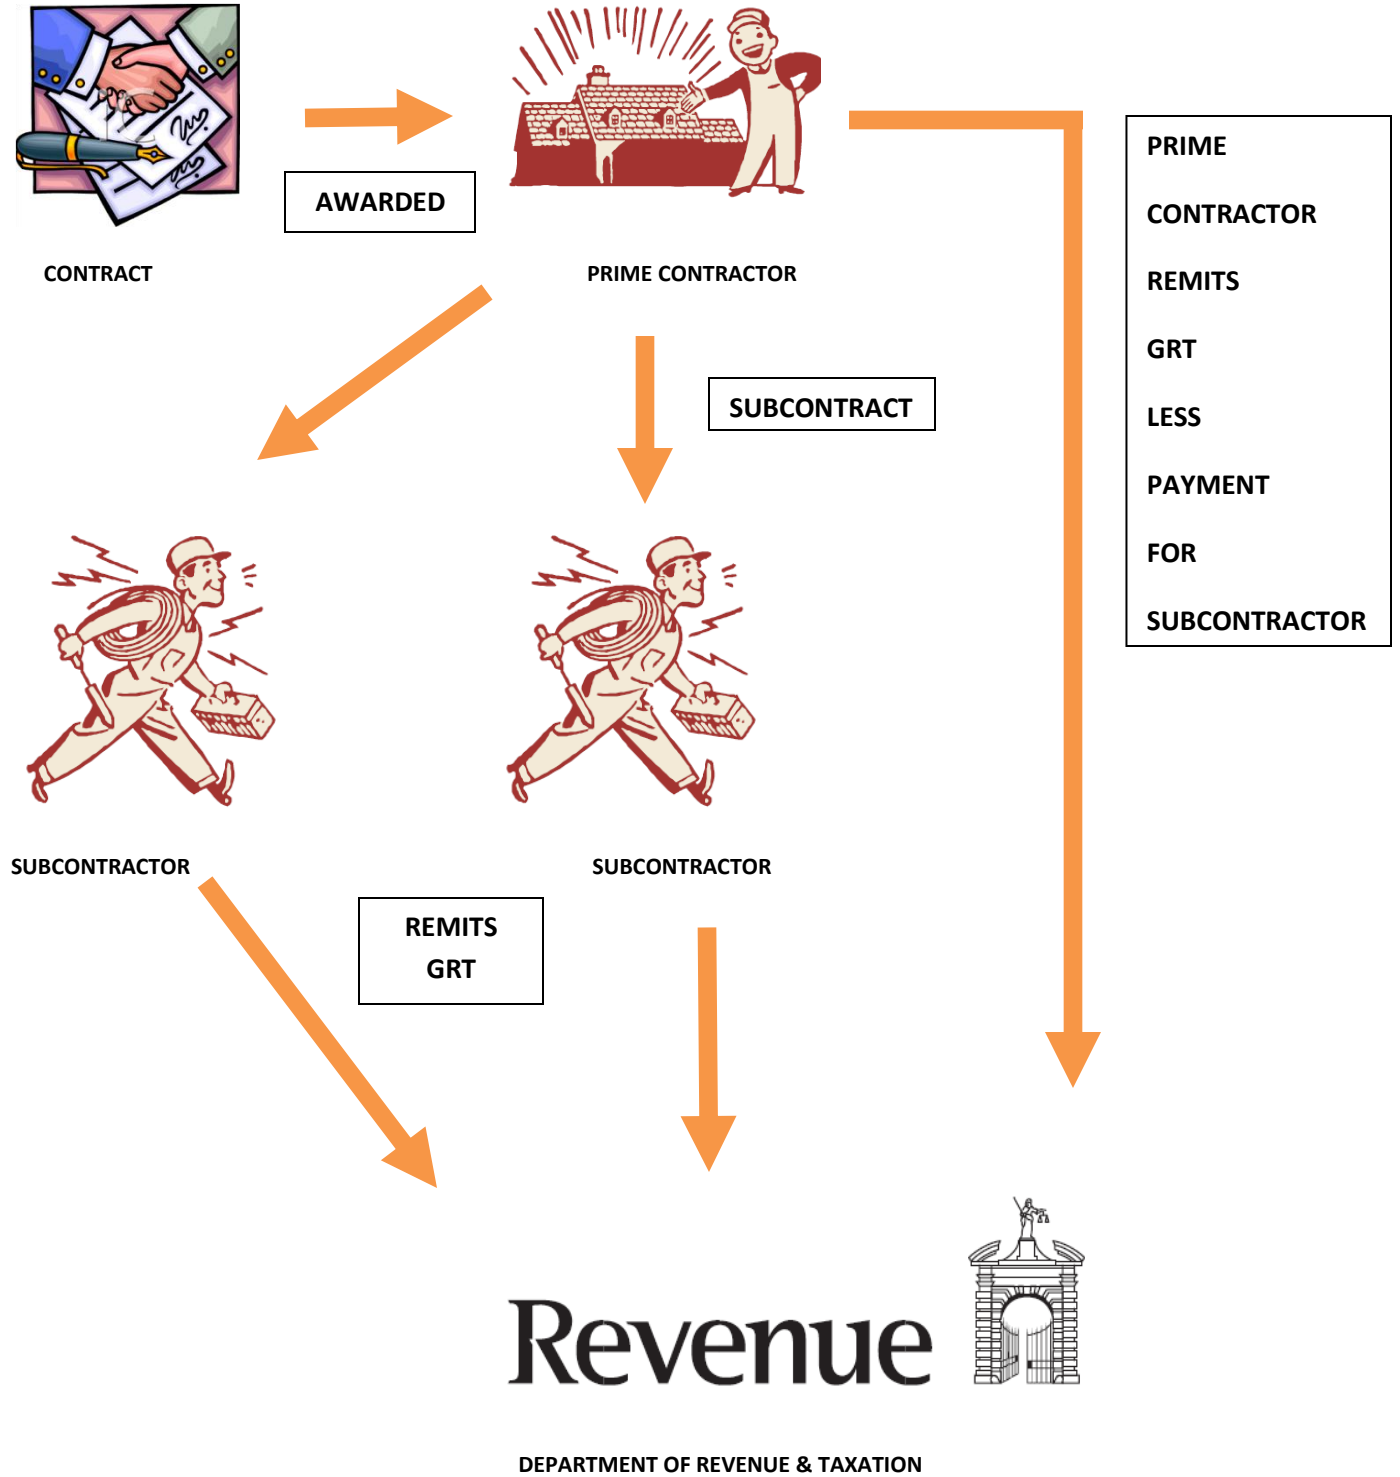 AWARDED
CONTRACT
PRIME CONTRACTOR
PRIME
CONTRACTOR
REMITS
GRT
LESS
PAYMENT
FOR
SUBCONTRACTOR
SUBCONTRACT
SUBCONTRACTOR
SUBCONTRACTOR
REMITS
GRT
Revenue
DEPARTMENT OF REVENUE & TAXATION